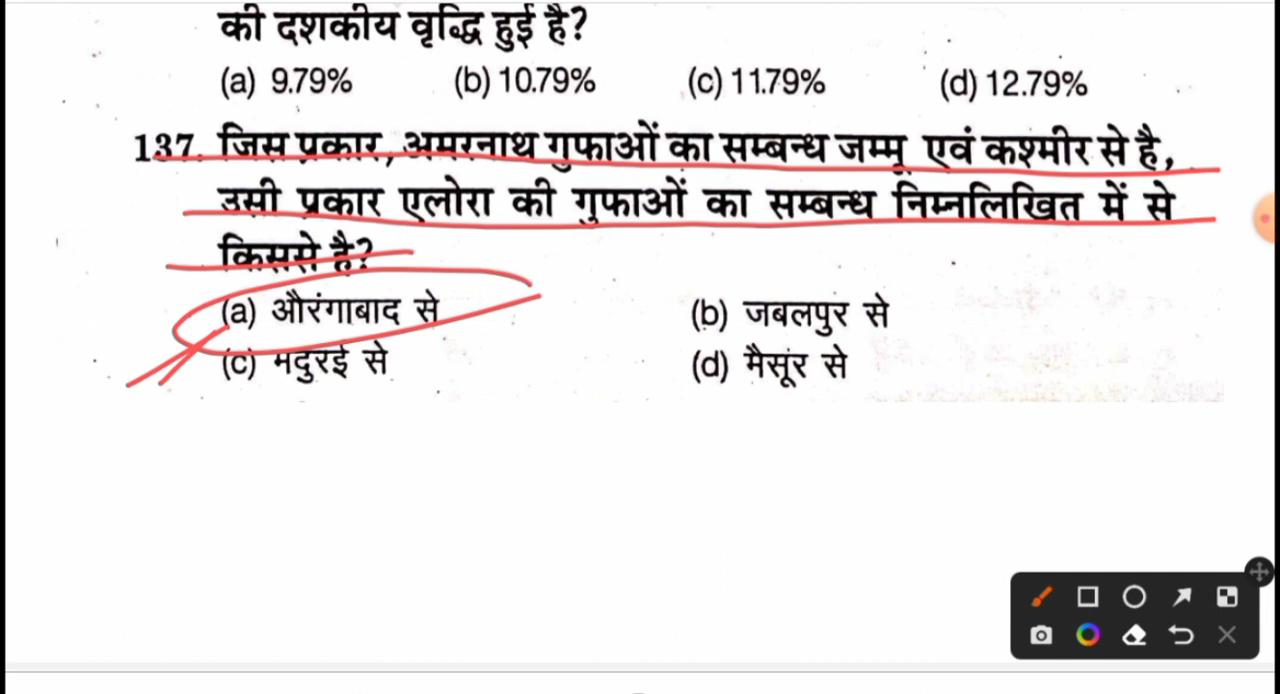 की दशकीय वृद्धि हुई है?
(a) 9.79% (b) 10.79% (c) 11.79% (d) 12.79%
137. जिस प्रकार, अमरनाथ गुफाओं का सम्बन्ध जम्मू एवं कश्मीर से है,
उसी प्रकार एलोरा की गुफाओं का सम्बन्ध निम्नलिखित में से
किससे है?
(a) औरंगाबाद से (b) जबलपुर से
(c) मदुरई से (d) मैसूर से